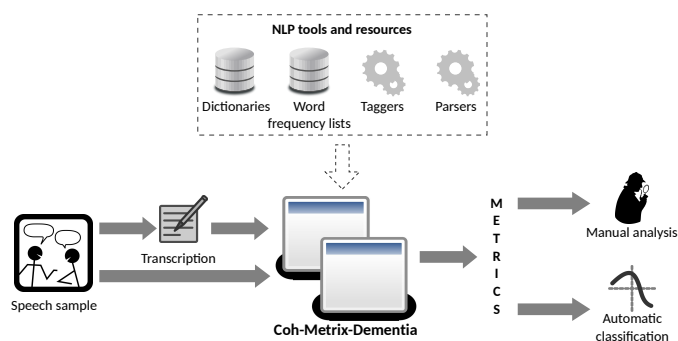 NLP tools and resources
Dictionaries
Word
frequency lists
Taggers
Parsers
Speech sample
Transcription
Coh-Metrix-Dementia
METRICS
Manual analysis
Automatic
classification